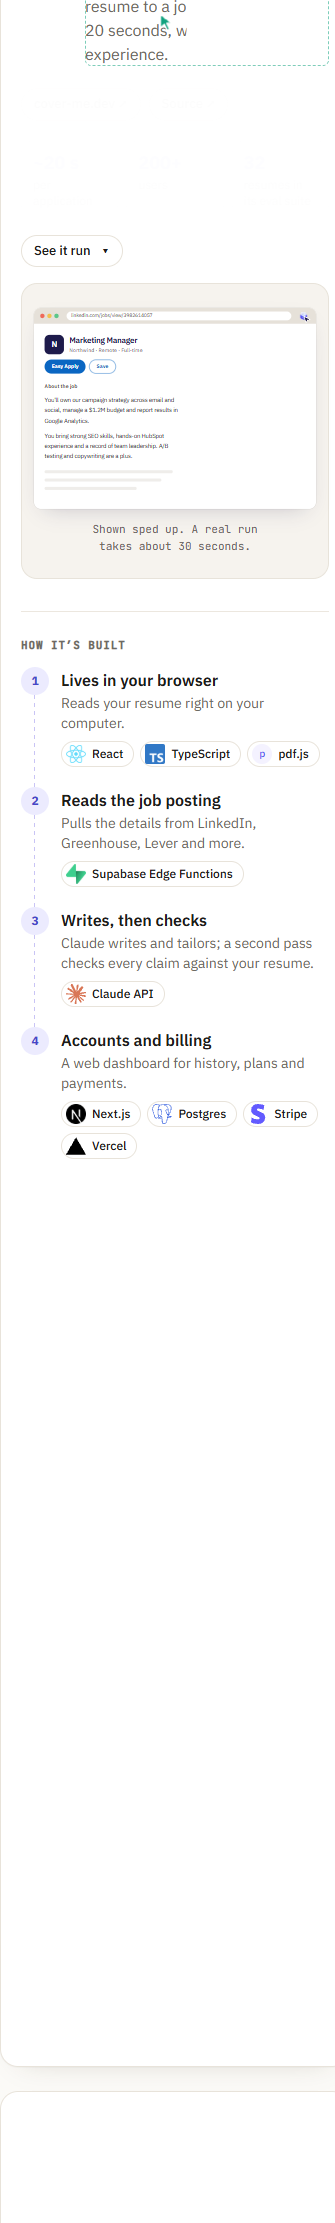 resume to a jo
20 seconds, w
experience.
See it run
linkedin.com/jobs/view/3982614057
N
Marketing Manager
Northwind · Remote · Full-time
Easy Apply
Save
About the job
You'll own our campaign strategy across email and
social, manage a $1.2M budget and report results in
Google Analytics.
You bring strong SEO skills, hands-on HubSpot
experience and a record of team leadership. A/B
testing and copywriting are a plus.
Shown sped up. A real run
takes about 30 seconds.
HOW IT'S BUILT
1
Lives in your browser
Reads your resume right on your
computer.
React
TS
TypeScript
p
pdf.js
2
Reads the job posting
Pulls the details from LinkedIn,
Greenhouse, Lever and more.
Supabase Edge Functions
3
Writes, then checks
Claude writes and tailors; a second pass
checks every claim against your resume.
Claude API
4
Accounts and billing
A web dashboard for history, plans and
payments.
N
Next.js
Postgres
S
Stripe
Vercel